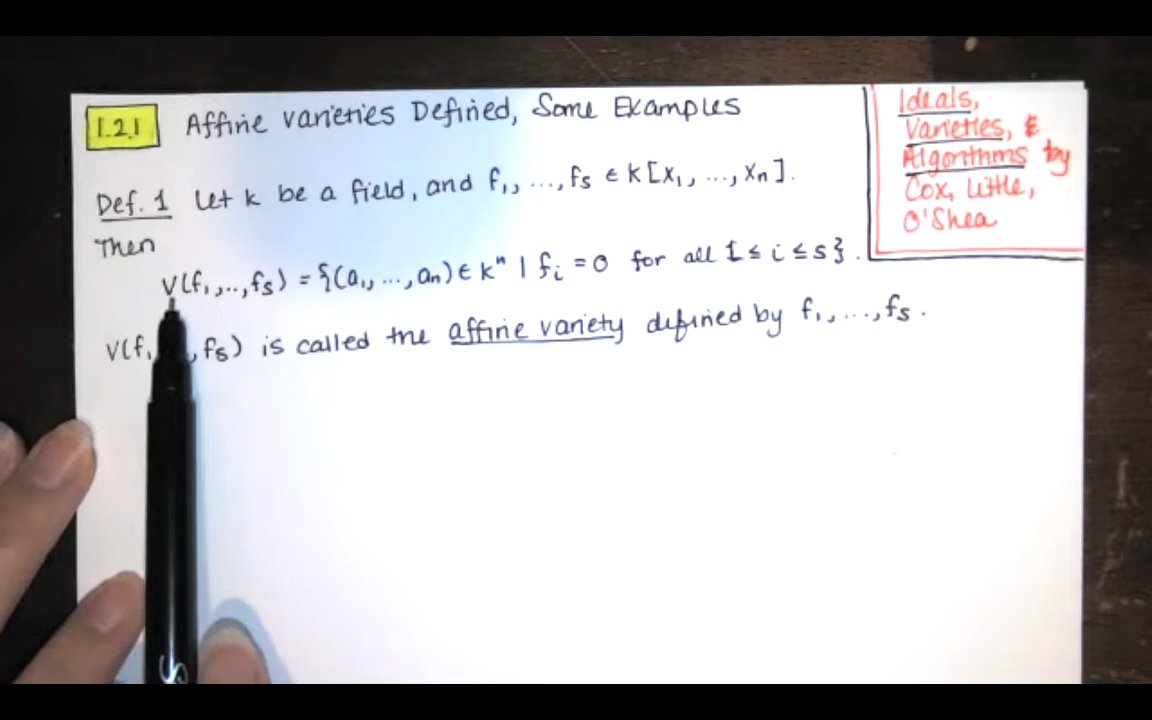 1.2.1 Affine Varieties Defined, Some Examples
Def. 1 Let k be a field, and f₁, ..., fₛ ∈ k[x₁, ..., xₙ].
Then
V(f₁, .., fₛ) = {(a₁, ..., aₙ) ∈ kⁿ | fᵢ = 0 for all 1 ≤ i ≤ s}.
V(f₁, , fₛ) is called the affine variety defined by f₁, ..., fₛ.
Ideals,
Varieties, &
Algorithms by
Cox, Little,
O'Shea